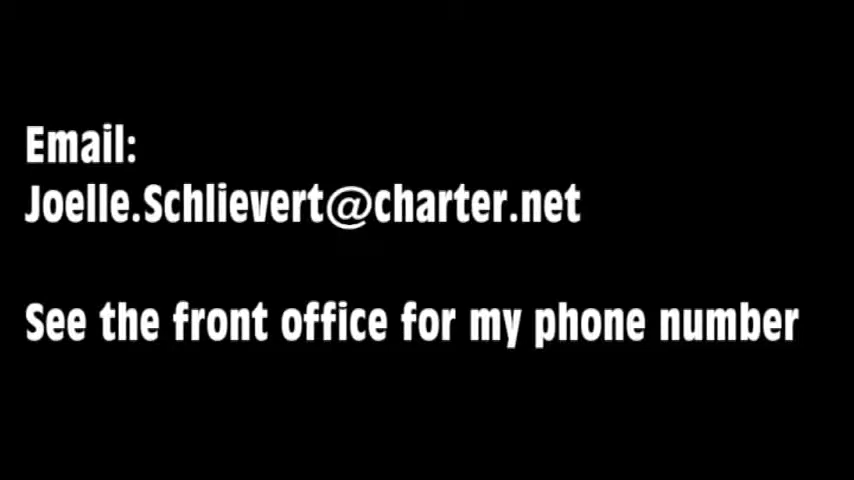 Email:
Joelle.Schlievert@charter.net
See the front office for my phone number